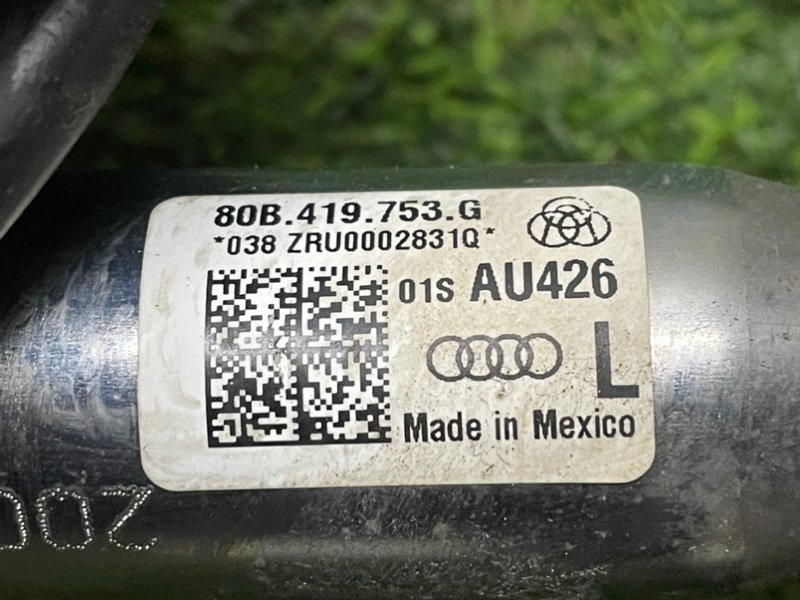 80B.419.753.G
*038 ZRU0002831Q*
01S AU426
L
Made in Mexico